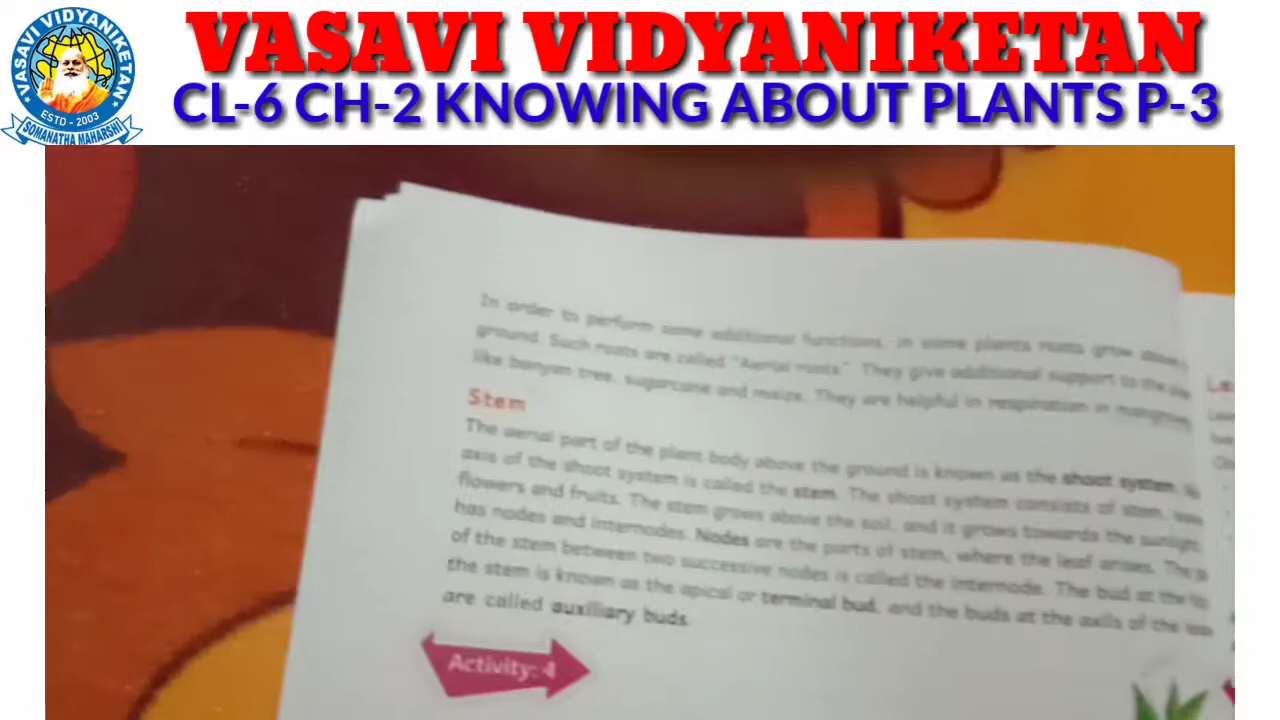 VASAVI VIDYANIKETAN
CL-6 CH-2 KNOWING ABOUT PLANTS P-3
VASAVI VIDYANIKETAN
ESTD - 2003
SOMANATHA MAHARSHI
In order to perform some additional functions, in some plants roots grow above
ground. Such roots are called "Aerial roots". They give additional support to the
like banyan tree, sugarcane and maize. They are helpful in respiration in
Stem
The aerial part of the plant body above the ground is known as the shoot system.
axis of the shoot system is called the stem. The shoot system consists of stem,
flowers and fruits. The stem grows above the soil, and it grows towards the sunlight.
has nodes and internodes. Nodes are the parts of stem, where the leaf arises. The
of the stem between two successive nodes is called the internode. The bud at the tip
the stem is known as the apical or terminal bud, and the buds at the axils of the
are called auxiliary buds.
Activity: 4